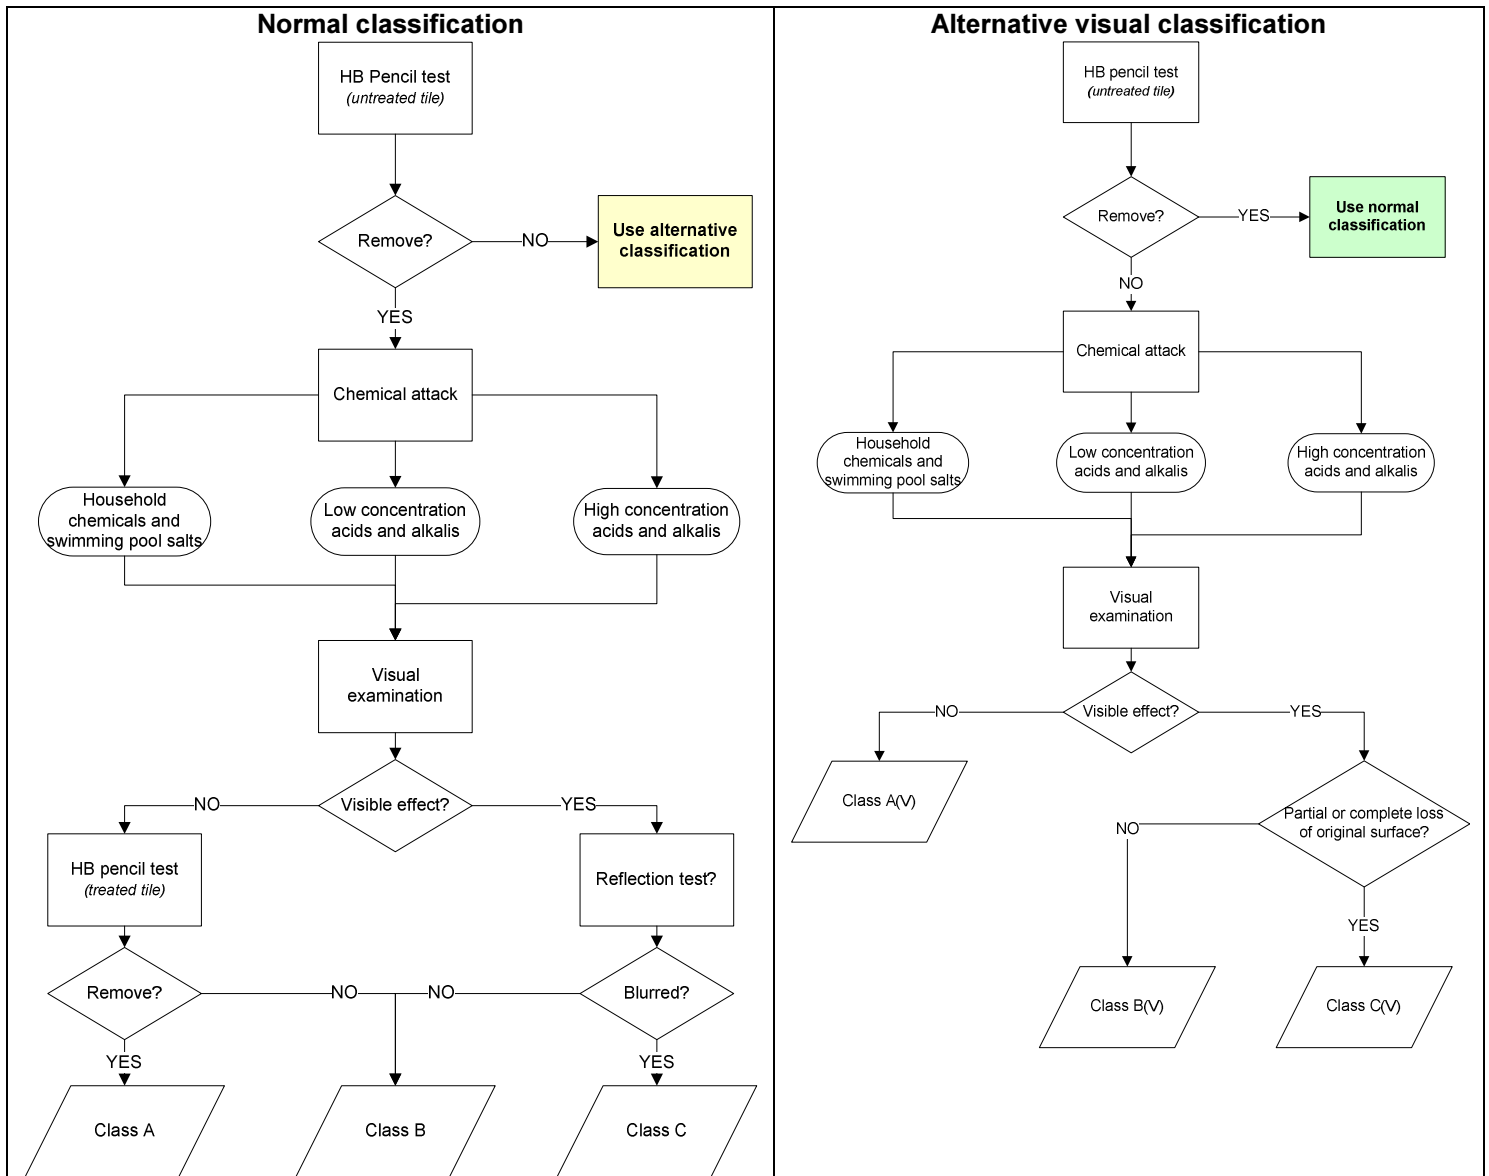 Normal classification
HB Pencil test
(untreated tile)
Remove?
NO
Use alternative
classification
YES
Chemical attack
Household
chemicals and
swimming pool salts
Low concentration
acids and alkalis
High concentration
acids and alkalis
Visual
examination
Visible effect?
NO
YES
HB pencil test
(treated tile)
Reflection test?
Remove?
NO
NO
Blurred?
YES
YES
Class A
Class B
Class C
Alternative visual classification
HB pencil test
(untreated tile)
Remove?
YES
Use normal
classification
NO
Chemical attack
Household
chemicals and
swimming pool salts
Low concentration
acids and alkalis
High concentration
acids and alkalis
Visual
examination
Visible effect?
NO
YES
Class A(V)
Partial or complete loss
of original surface?
NO
YES
Class B(V)
Class C(V)